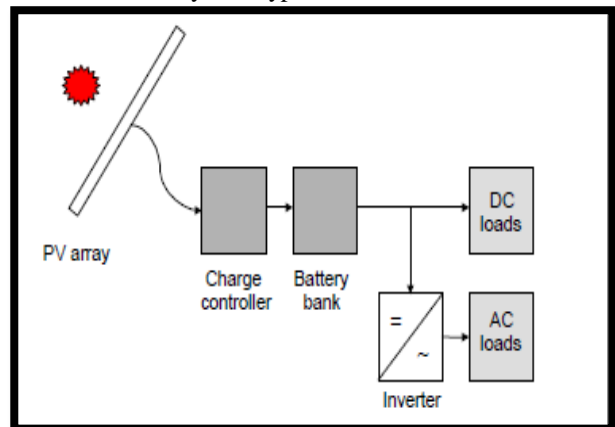 DC
loads
PV array
Charge
controller
Battery
bank
=
~
AC
loads
Inverter